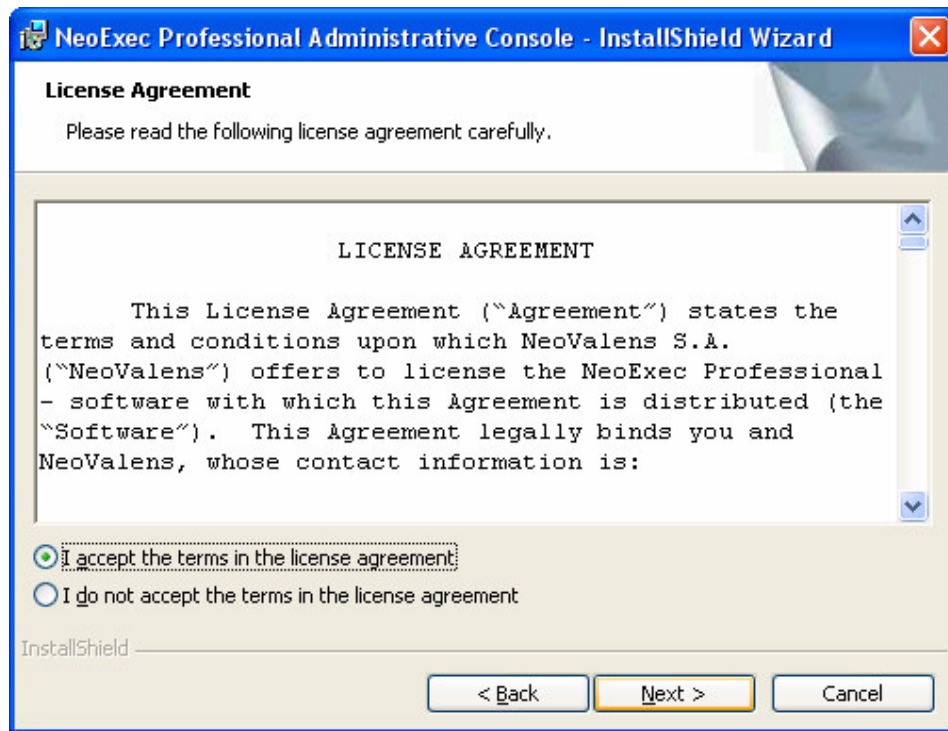 NeoExec Professional Administrative Console - InstallShield Wizard
License Agreement
Please read the following license agreement carefully.
LICENSE AGREEMENT
This License Agreement (“Agreement”) states the
terms and conditions upon which NeoValens S.A.
(“NeoValens”) offers to license the NeoExec Professional
- software with which this Agreement is distributed (the
“Software”).  This Agreement legally binds you and
NeoValens, whose contact information is:
I accept the terms in the license agreement
I do not accept the terms in the license agreement
InstallShield
< Back Next > Cancel